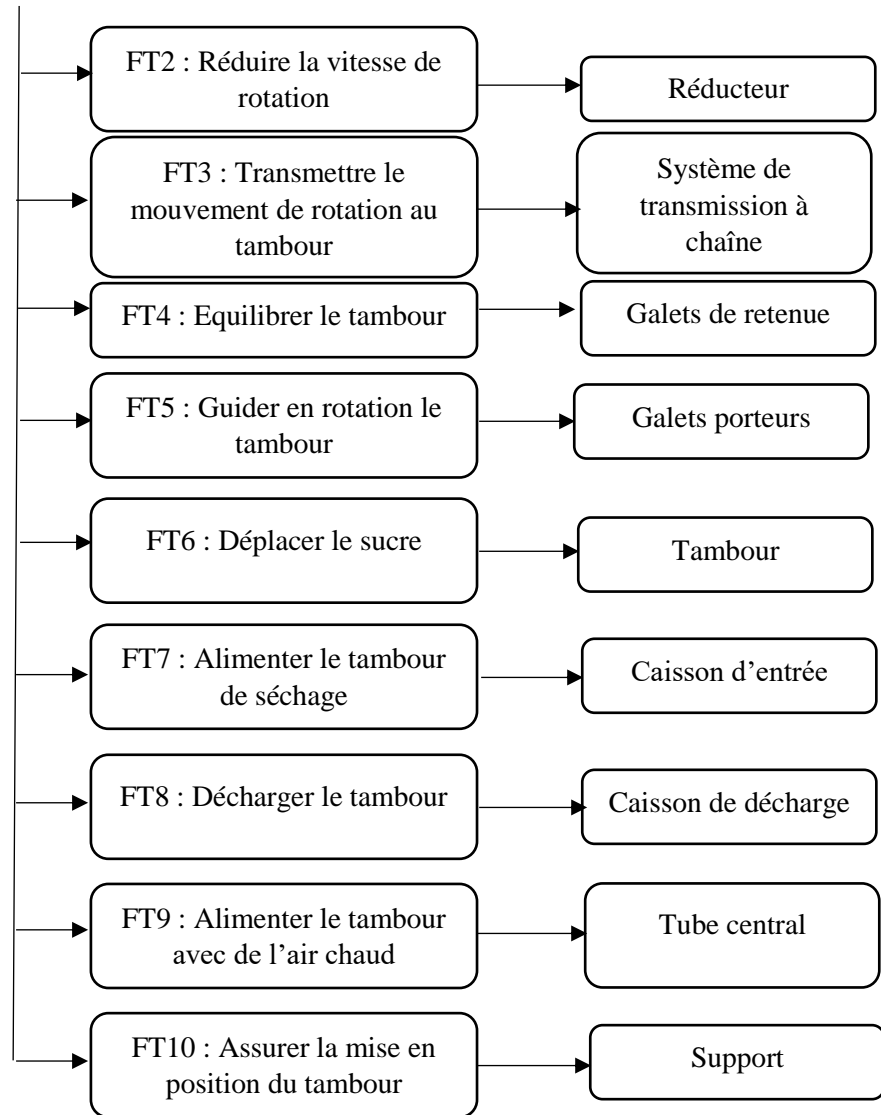 FT2 : Réduire la vitesse de
rotation
Réducteur
FT3 : Transmettre le
mouvement de rotation au
tambour
Système de
transmission à
chaîne
FT4 : Equilibrer le tambour
Galets de retenue
FT5 : Guider en rotation le
tambour
Galets porteurs
FT6 : Déplacer le sucre
Tambour
FT7 : Alimenter le tambour
de séchage
Caisson d’entrée
FT8 : Décharger le tambour
Caisson de décharge
FT9 : Alimenter le tambour
avec de l’air chaud
Tube central
FT10 : Assurer la mise en
position du tambour
Support